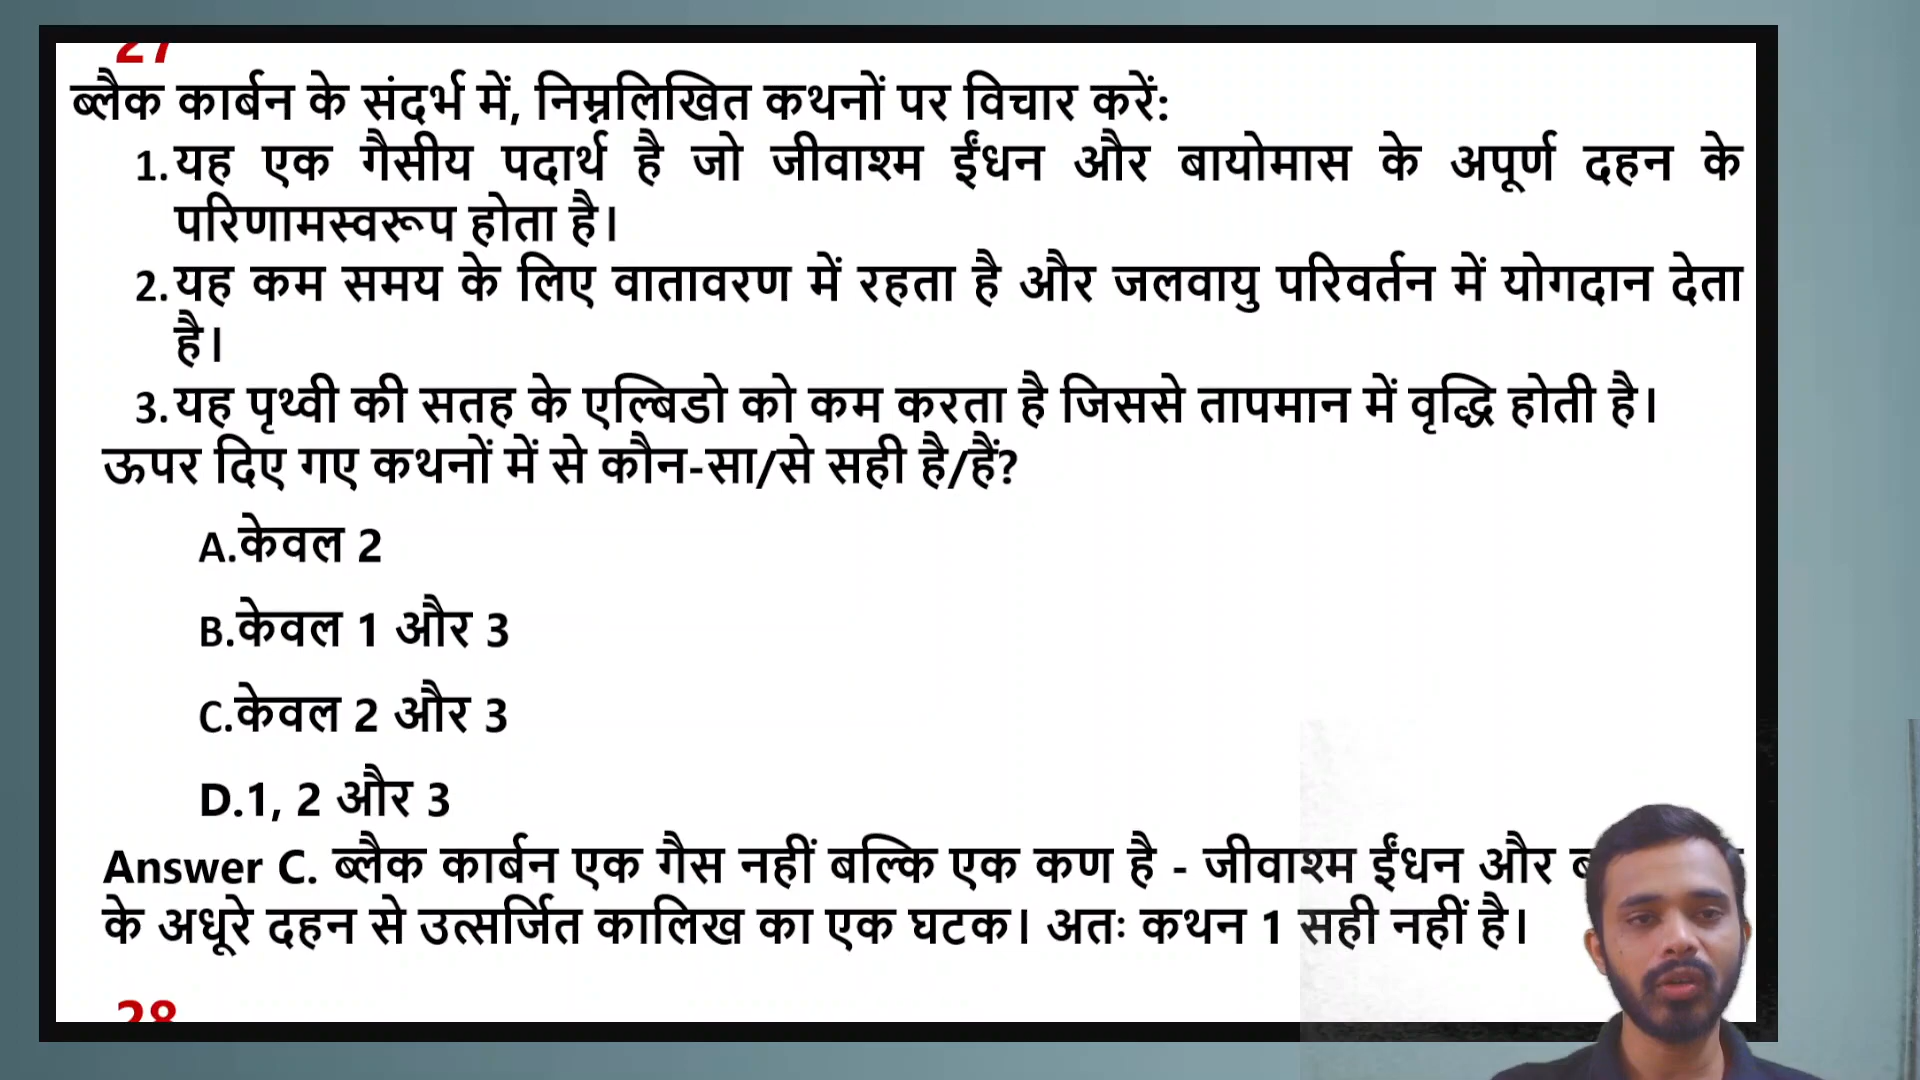 27
ब्लैक कार्बन के संदर्भ में, निम्नलिखित कथनों पर विचार करें:
1. यह एक गैसीय पदार्थ है जो जीवाश्म ईंधन और बायोमास के अपूर्ण दहन के
परिणामस्वरूप होता है।
2. यह कम समय के लिए वातावरण में रहता है और जलवायु परिवर्तन में योगदान देता
है।
3. यह पृथ्वी की सतह के एल्बिडो को कम करता है जिससे तापमान में वृद्धि होती है।
ऊपर दिए गए कथनों में से कौन-सा/से सही है/हैं?
A.केवल 2
B.केवल 1 और 3
C.केवल 2 और 3
D.1, 2 और 3
Answer C. ब्लैक कार्बन एक गैस नहीं बल्कि एक कण है - जीवाश्म ईंधन और
के अधूरे दहन से उत्सर्जित कालिख का एक घटक। अतः कथन 1 सही नहीं है।
28